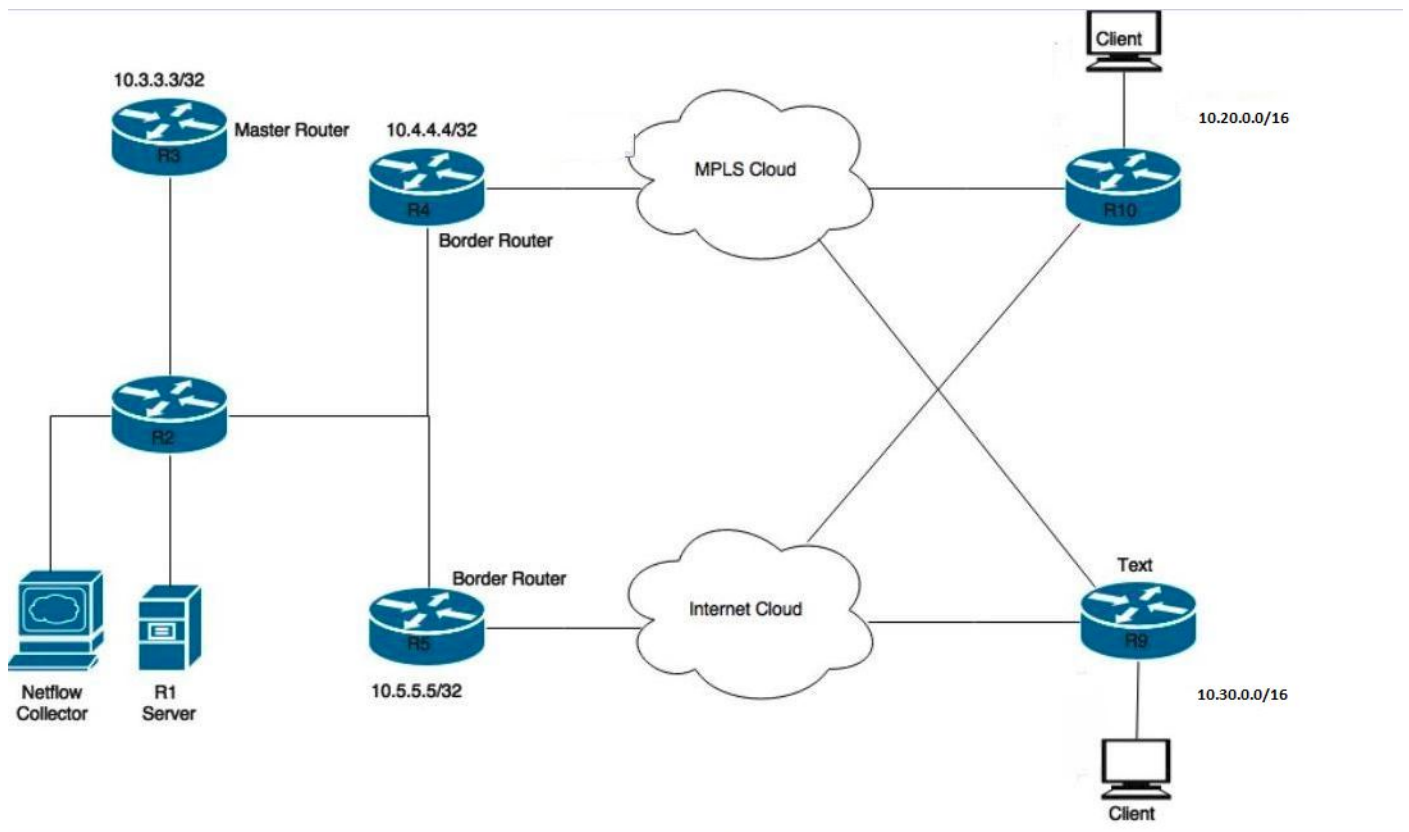 Client
10.3.3.3/32
10.20.0.0/16
Master Router
10.4.4.4/32
R3
MPLS Cloud
R4
R10
Border Router
R2
Border Router
Text
Internet Cloud
R5
R9
10.5.5.5/32
Netflow
Collector
R1
Server
10.30.0.0/16
Client